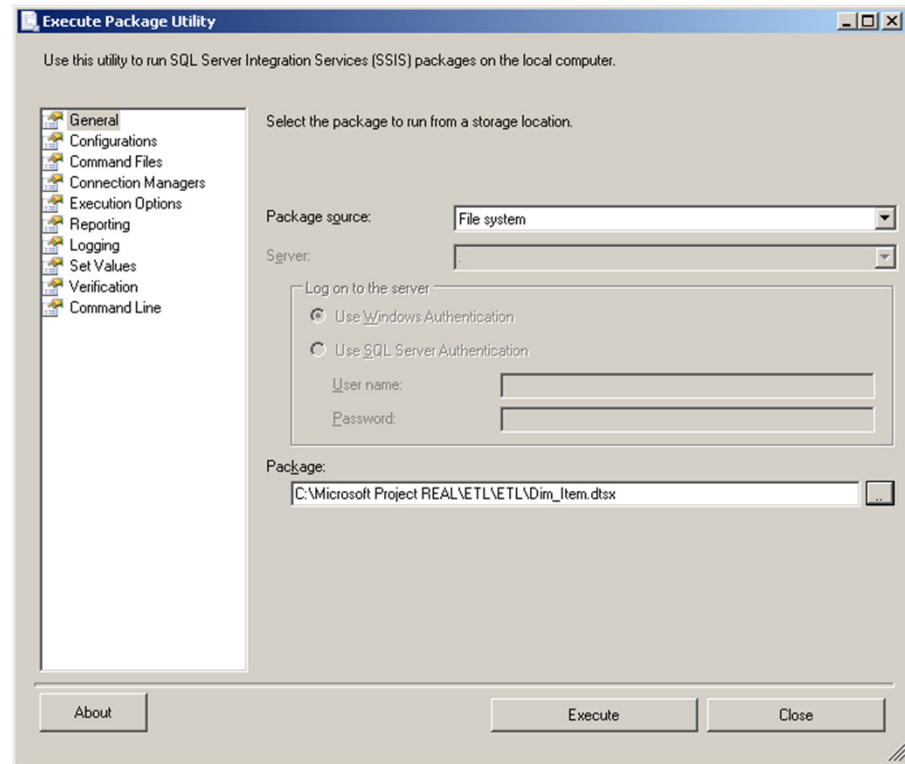 Execute Package Utility
Use this utility to run SQL Server Integration Services (SSIS) packages on the local computer.
General
Configurations
Command Files
Connection Managers
Execution Options
Reporting
Logging
Set Values
Verification
Command Line
Select the package to run from a storage location.
Package source:
File system
Server:
.
Log on to the server
Use Windows Authentication
Use SQL Server Authentication
User name:
Password:
Package:
C:\Microsoft Project REAL\ETL\ETL\Dim_Item.dtsx
..
About
Execute
Close